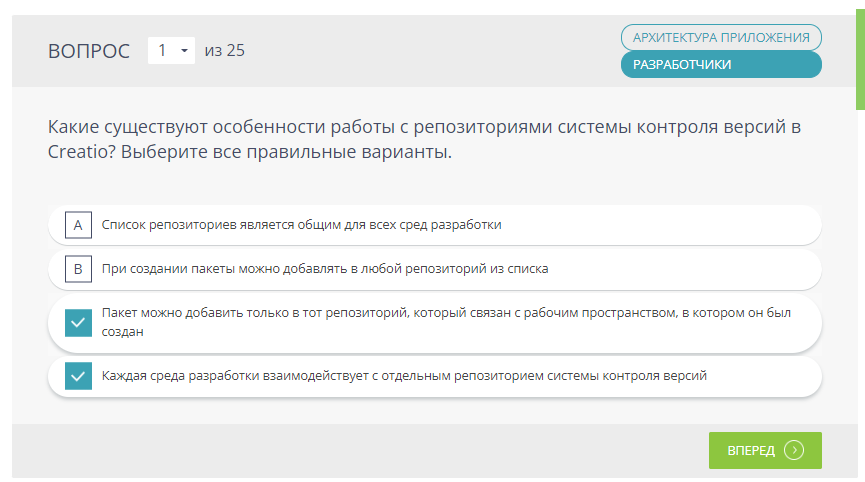 ВОПРОС 1 из 25
АРХИТЕКТУРА ПРИЛОЖЕНИЯ
РАЗРАБОТЧИКИ
Какие существуют особенности работы с репозиториями системы контроля версий в
Creatio? Выберите все правильные варианты.
A Список репозиториев является общим для всех сред разработки
B При создании пакеты можно добавлять в любой репозиторий из списка
Пакет можно добавить только в тот репозиторий, который связан с рабочим пространством, в котором он был
создан
Каждая среда разработки взаимодействует с отдельным репозиторием системы контроля версий
ВПЕРЕД